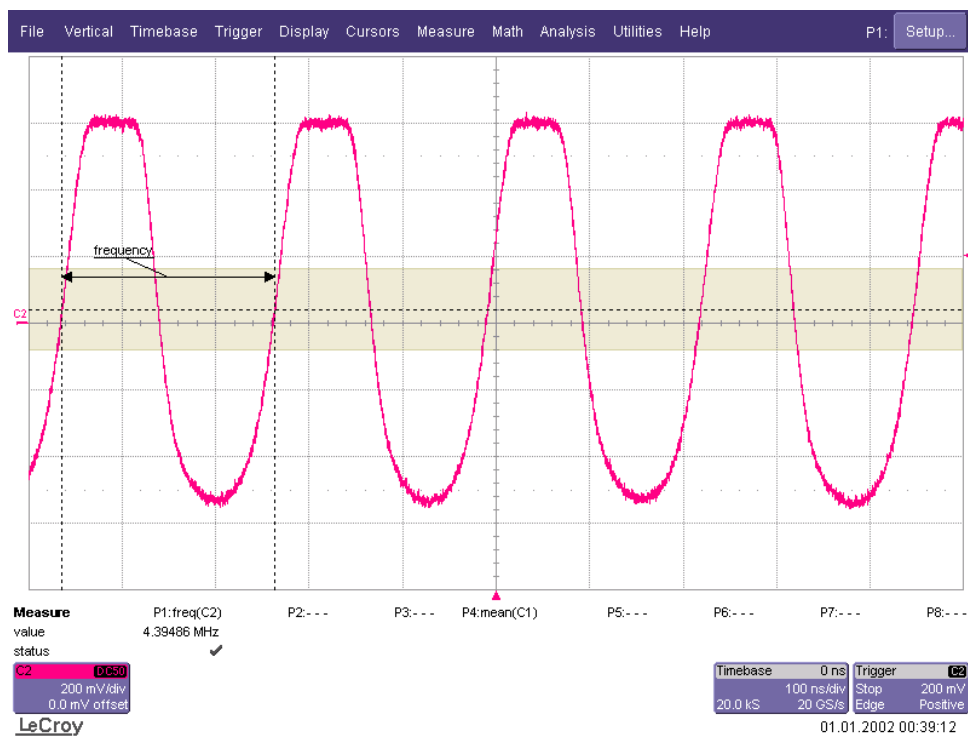 File Vertical Timebase Trigger Display Cursors Measure Math Analysis Utilities Help P1: Setup...
frequency
C2
Measure P1:freq(C2) P2:- - - P3:- - - P4:mean(C1) P5:- - - P6:- - - P7:- - - P8:- - -
value 4.39486 MHz
status
C2 DC50
200 mV/div
0.0 mV offset
Timebase 0 ns
100 ns/div
20.0 kS 20 GS/s
Trigger C2
Stop 200 mV
Edge Positive
LeCroy
01.01.2002 00:39:12